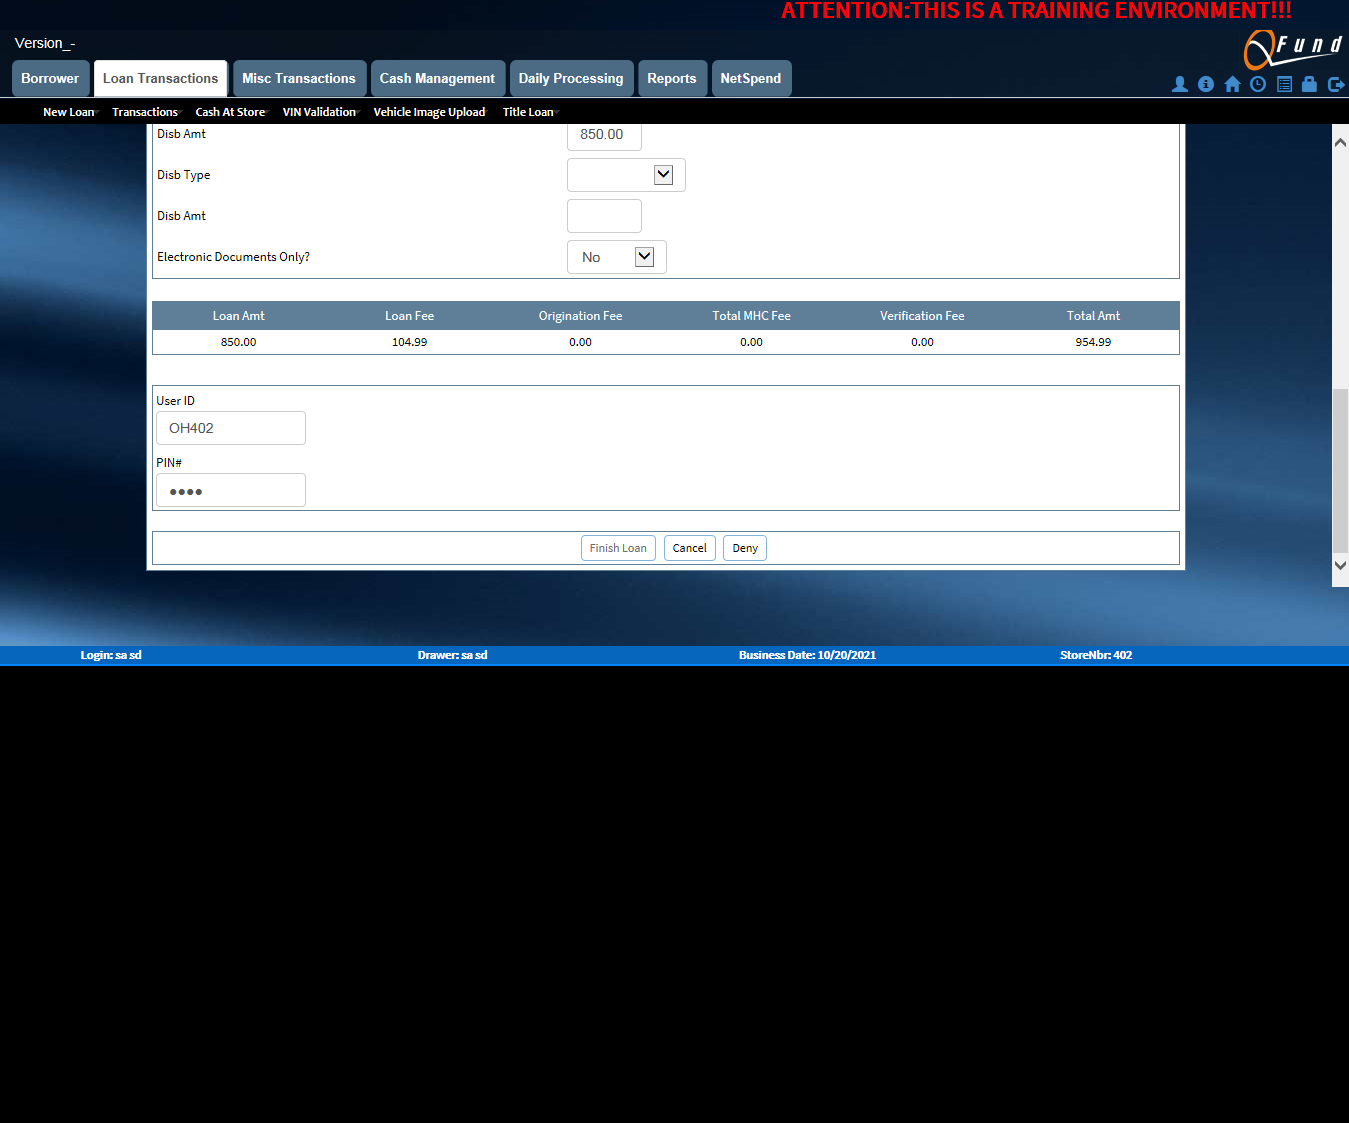 ATTENTION:THIS IS A TRAINING ENVIRONMENT!!!
Version_-
QFund
Borrower Loan Transactions Misc Transactions Cash Management Daily Processing Reports NetSpend
New Loan Transactions Cash At Store VIN Validation Vehicle Image Upload Title Loan
Disb Amt 850.00
Disb Type
Disb Amt
Electronic Documents Only? No
Loan Amt Loan Fee Origination Fee Total MHC Fee Verification Fee Total Amt
850.00 104.99 0.00 0.00 0.00 954.99
User ID
OH402
PIN#
●●●●
Finish Loan Cancel Deny
Login: sa sd Drawer: sa sd Business Date: 10/20/2021 StoreNbr: 402